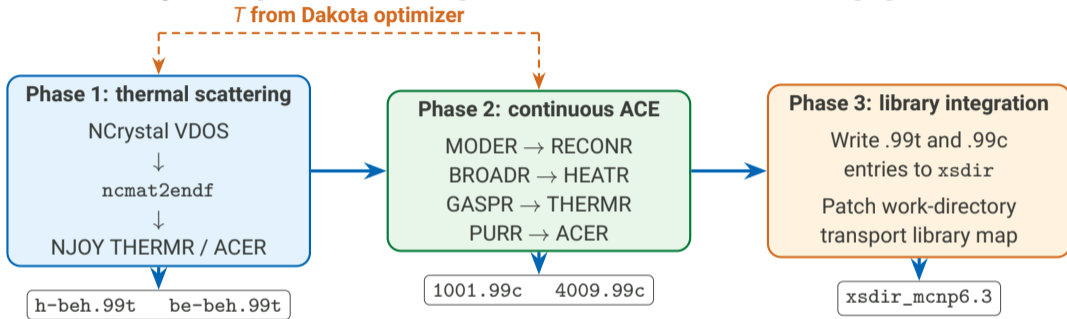 T from Dakota optimizer
Phase 1: thermal scattering
NCrystal VDOS
↓
ncmat2endf
↓
NJOY THERMR / ACER
h-beh.99t be-beh.99t
Phase 2: continuous ACE
MODER → RECONR
BROADR → HEATR
GASPR → THERMR
PURR → ACER
1001.99c 4009.99c
Phase 3: library integration
Write .99t and .99c
entries to xsdir
Patch work-directory
transport library map
xsdir_mcnp6.3